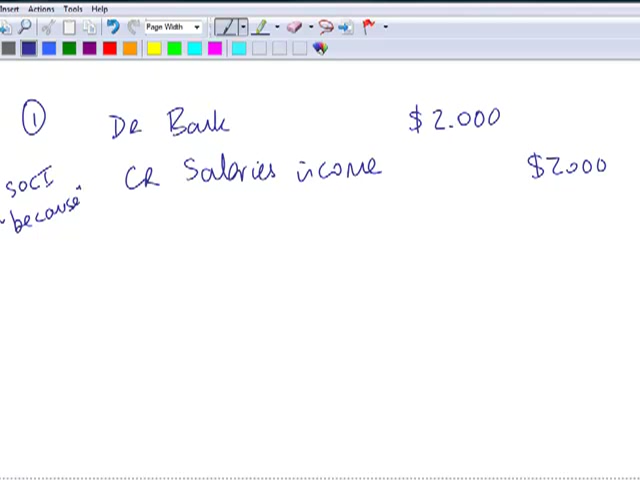 Insert Actions Tools Help
Page Width
1 DR Bank $2.000
CR Salaries income $2000
SOCI
because